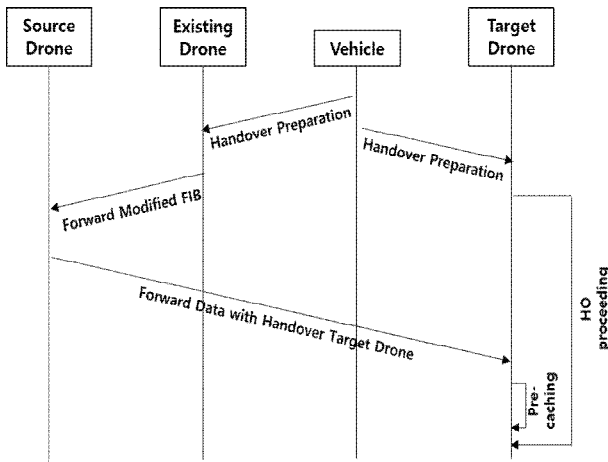 Source
Drone
Existing
Drone
Vehicle
Target
Drone
Handover Preparation
Handover Preparation
Forward Modified FIB
Forward Data with Handover Target Drone
HO
proceeding
Pre-
caching